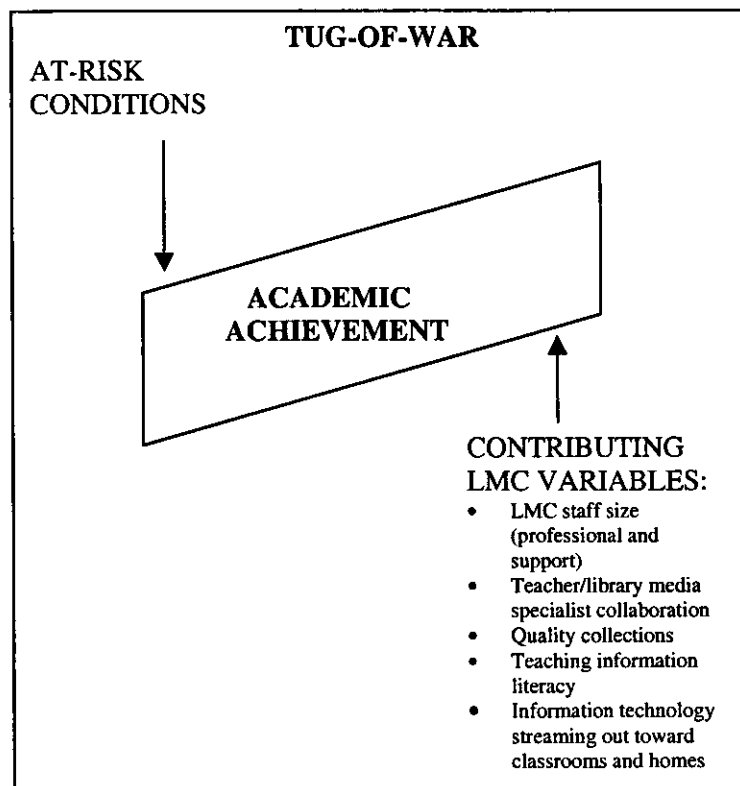 TUG-OF-WAR
AT-RISK
CONDITIONS
ACADEMIC
ACHIEVEMENT
CONTRIBUTING
LMC VARIABLES:
• LMC staff size
(professional and
support)
• Teacher/library media
specialist collaboration
• Quality collections
• Teaching information
literacy
• Information technology
streaming out toward
classrooms and homes